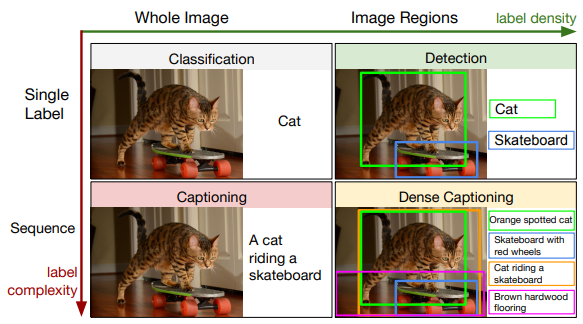 Whole Image
Image Regions
label density
Single
Label
Classification
Cat
Detection
Cat
Skateboard
Sequence
label
complexity
Captioning
A cat
riding a
skateboard
Dense Captioning
Orange spotted cat
Skateboard with
red wheels
Cat riding a
skateboard
Brown hardwood
flooring